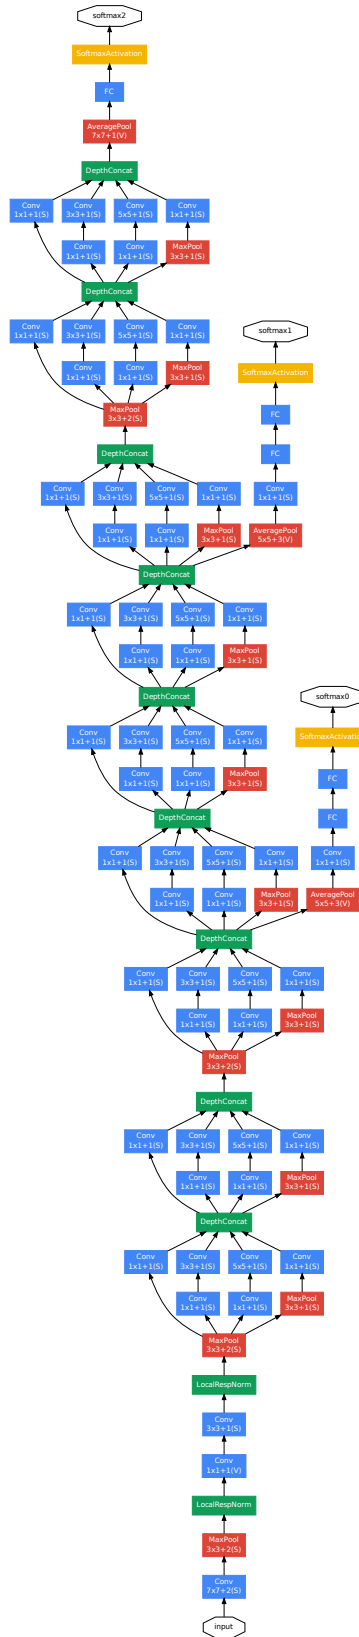 softmax2
SoftmaxActivation
FC
AveragePool
7x7+1(V)
DepthConcat
Conv
1x1+1(S)
Conv
3x3+1(S)
Conv
5x5+1(S)
Conv
1x1+1(S)
Conv
1x1+1(S)
Conv
1x1+1(S)
MaxPool
3x3+1(S)
DepthConcat
Conv
1x1+1(S)
Conv
3x3+1(S)
Conv
5x5+1(S)
Conv
1x1+1(S)
softmax1
Conv
1x1+1(S)
Conv
1x1+1(S)
MaxPool
3x3+1(S)
SoftmaxActivation
MaxPool
3x3+2(S)
FC
DepthConcat
FC
Conv
1x1+1(S)
Conv
3x3+1(S)
Conv
5x5+1(S)
Conv
1x1+1(S)
Conv
1x1+1(S)
Conv
1x1+1(S)
Conv
1x1+1(S)
MaxPool
3x3+1(S)
AveragePool
5x5+3(V)
DepthConcat
Conv
1x1+1(S)
Conv
3x3+1(S)
Conv
5x5+1(S)
Conv
1x1+1(S)
Conv
1x1+1(S)
Conv
1x1+1(S)
MaxPool
3x3+1(S)
DepthConcat
softmax0
Conv
1x1+1(S)
Conv
3x3+1(S)
Conv
5x5+1(S)
Conv
1x1+1(S)
SoftmaxActivatio
Conv
1x1+1(S)
Conv
1x1+1(S)
MaxPool
3x3+1(S)
FC
DepthConcat
FC
Conv
1x1+1(S)
Conv
3x3+1(S)
Conv
5x5+1(S)
Conv
1x1+1(S)
Conv
1x1+1(S)
Conv
1x1+1(S)
Conv
1x1+1(S)
MaxPool
3x3+1(S)
AveragePool
5x5+3(V)
DepthConcat
Conv
1x1+1(S)
Conv
3x3+1(S)
Conv
5x5+1(S)
Conv
1x1+1(S)
Conv
1x1+1(S)
Conv
1x1+1(S)
MaxPool
3x3+1(S)
MaxPool
3x3+2(S)
DepthConcat
Conv
1x1+1(S)
Conv
3x3+1(S)
Conv
5x5+1(S)
Conv
1x1+1(S)
Conv
1x1+1(S)
Conv
1x1+1(S)
MaxPool
3x3+1(S)
DepthConcat
Conv
1x1+1(S)
Conv
3x3+1(S)
Conv
5x5+1(S)
Conv
1x1+1(S)
Conv
1x1+1(S)
Conv
1x1+1(S)
MaxPool
3x3+1(S)
MaxPool
3x3+2(S)
LocalRespNorm
Conv
3x3+1(S)
Conv
1x1+1(V)
LocalRespNorm
MaxPool
3x3+2(S)
Conv
7x7+2(S)
input